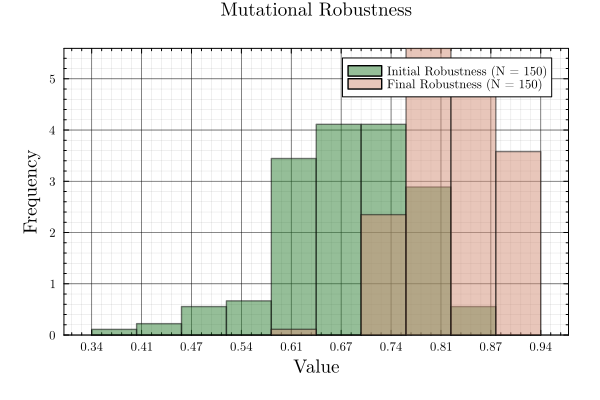 Mutational Robustness
Initial Robustness (N = 150)
Final Robustness (N = 150)
Frequency
5
4
3
2
1
0
0.34 0.41 0.47 0.54 0.61 0.67 0.74 0.81 0.87 0.94
Value